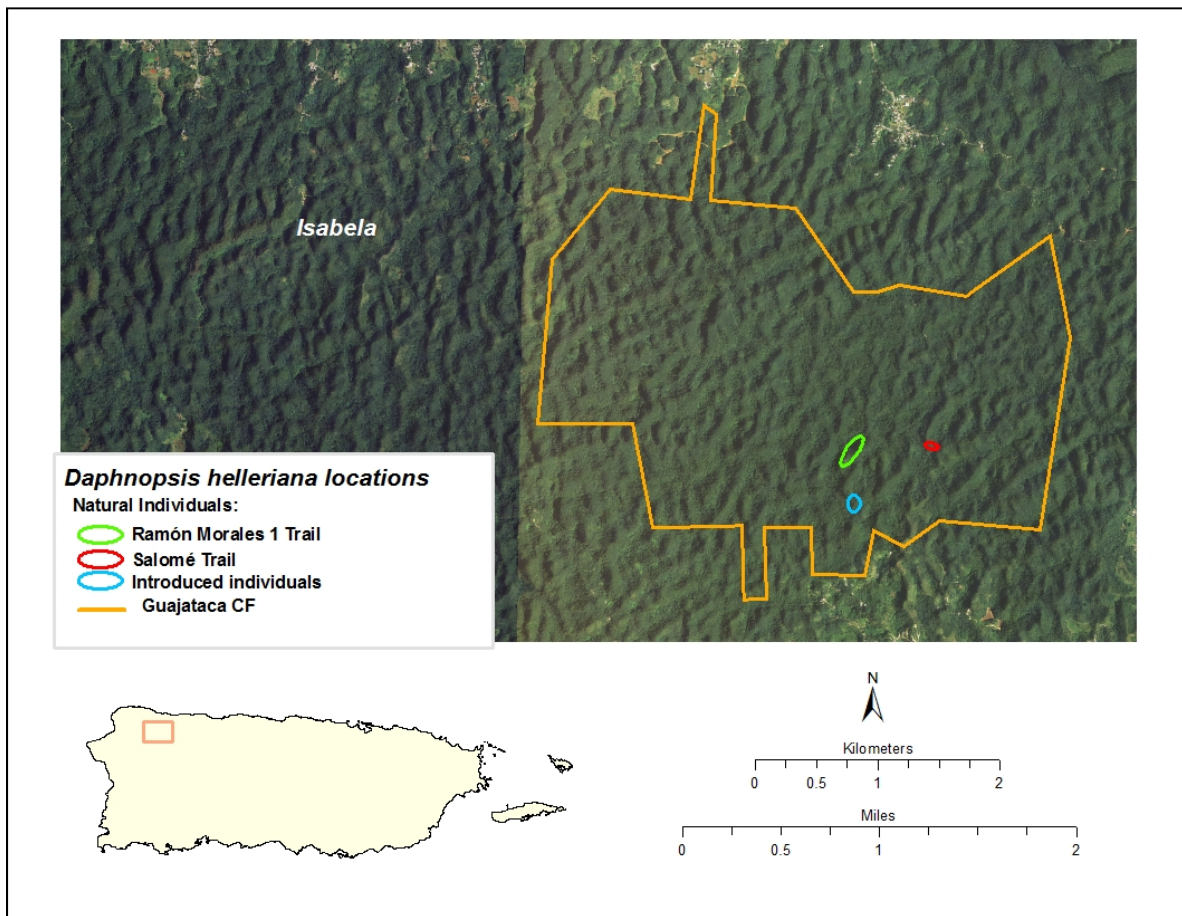 Isabela
Daphnopsis helleriana locations
Natural Individuals:
Ramón Morales 1 Trail
Salomé Trail
Introduced individuals
Guajataca CF
N
Kilometers
0 0.5 1 2
Miles
0 0.5 1 2